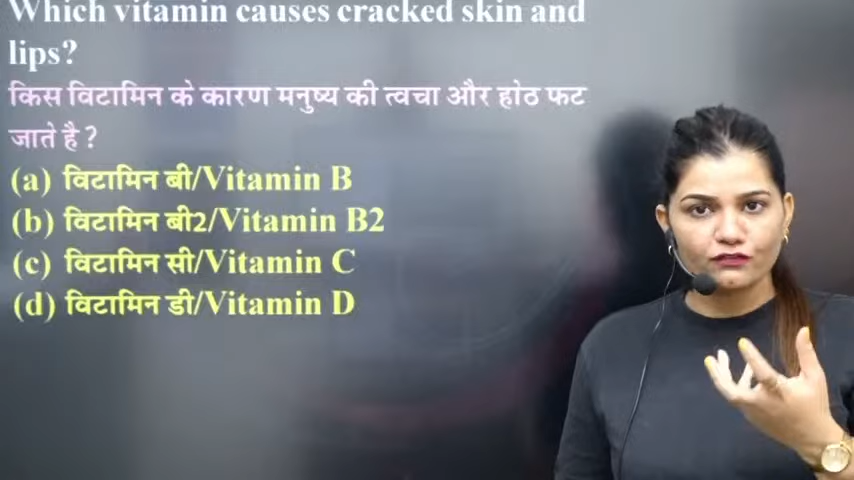 Which vitamin causes cracked skin and
lips?
किस विटामिन के कारण मनुष्य की त्वचा और होठ फट
जाते है ?
(a) विटामिन बी/Vitamin B
(b) विटामिन बी2/Vitamin B2
(c) विटामिन सी/Vitamin C
(d) विटामिन डी/Vitamin D